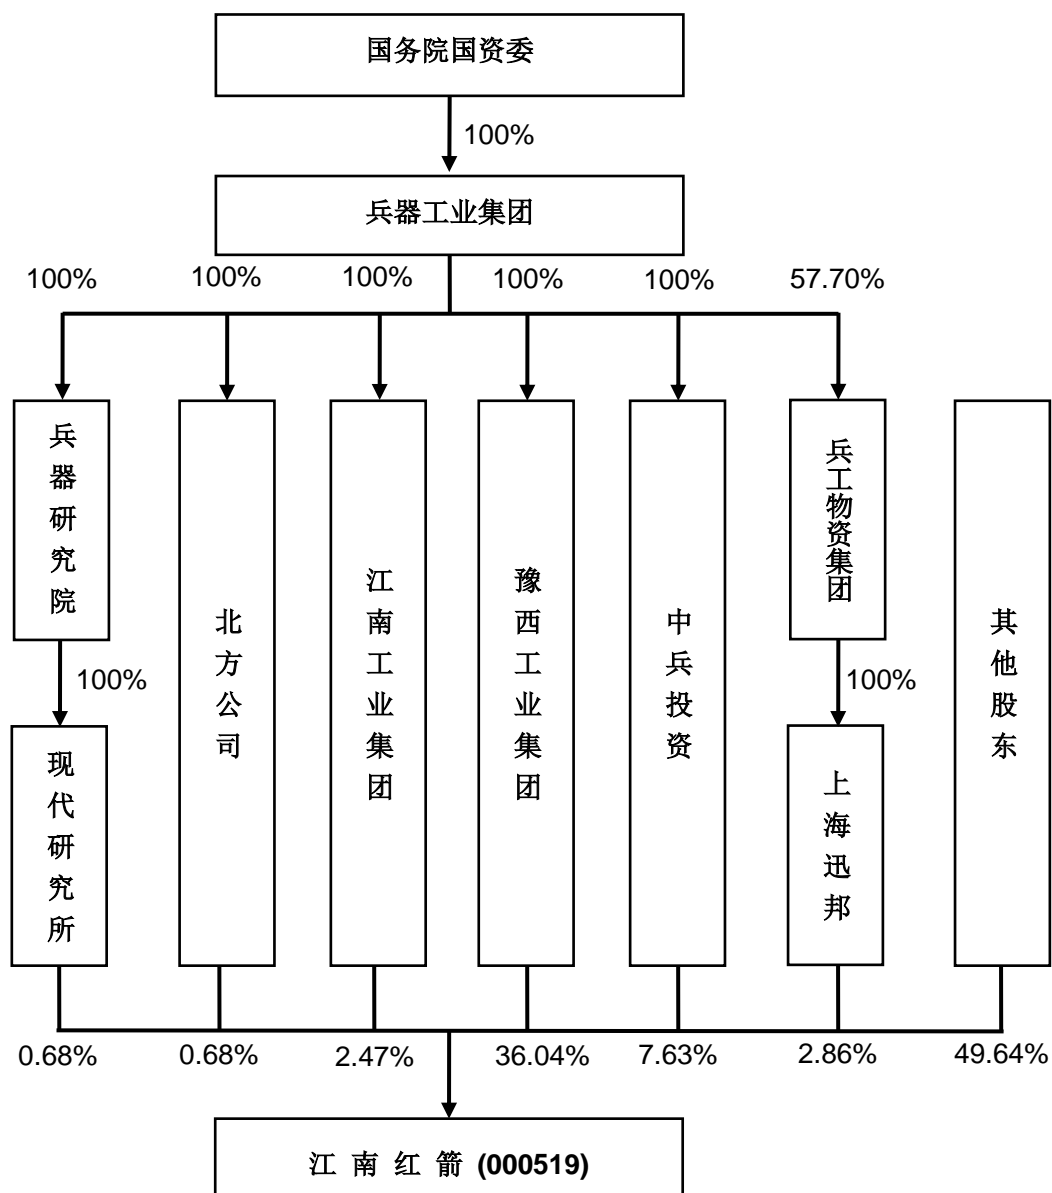 国务院国资委
100%
兵器工业集团
100%
100%
100%
100%
100%
57.70%
兵器研究院
北方公司
江南工业集团
豫西工业集团
中兵投资
兵工物资集团
其他股东
100%
100%
现代研究所
上海迅邦
0.68%
0.68%
2.47%
36.04%
7.63%
2.86%
49.64%
江 南 红 箭 (000519)